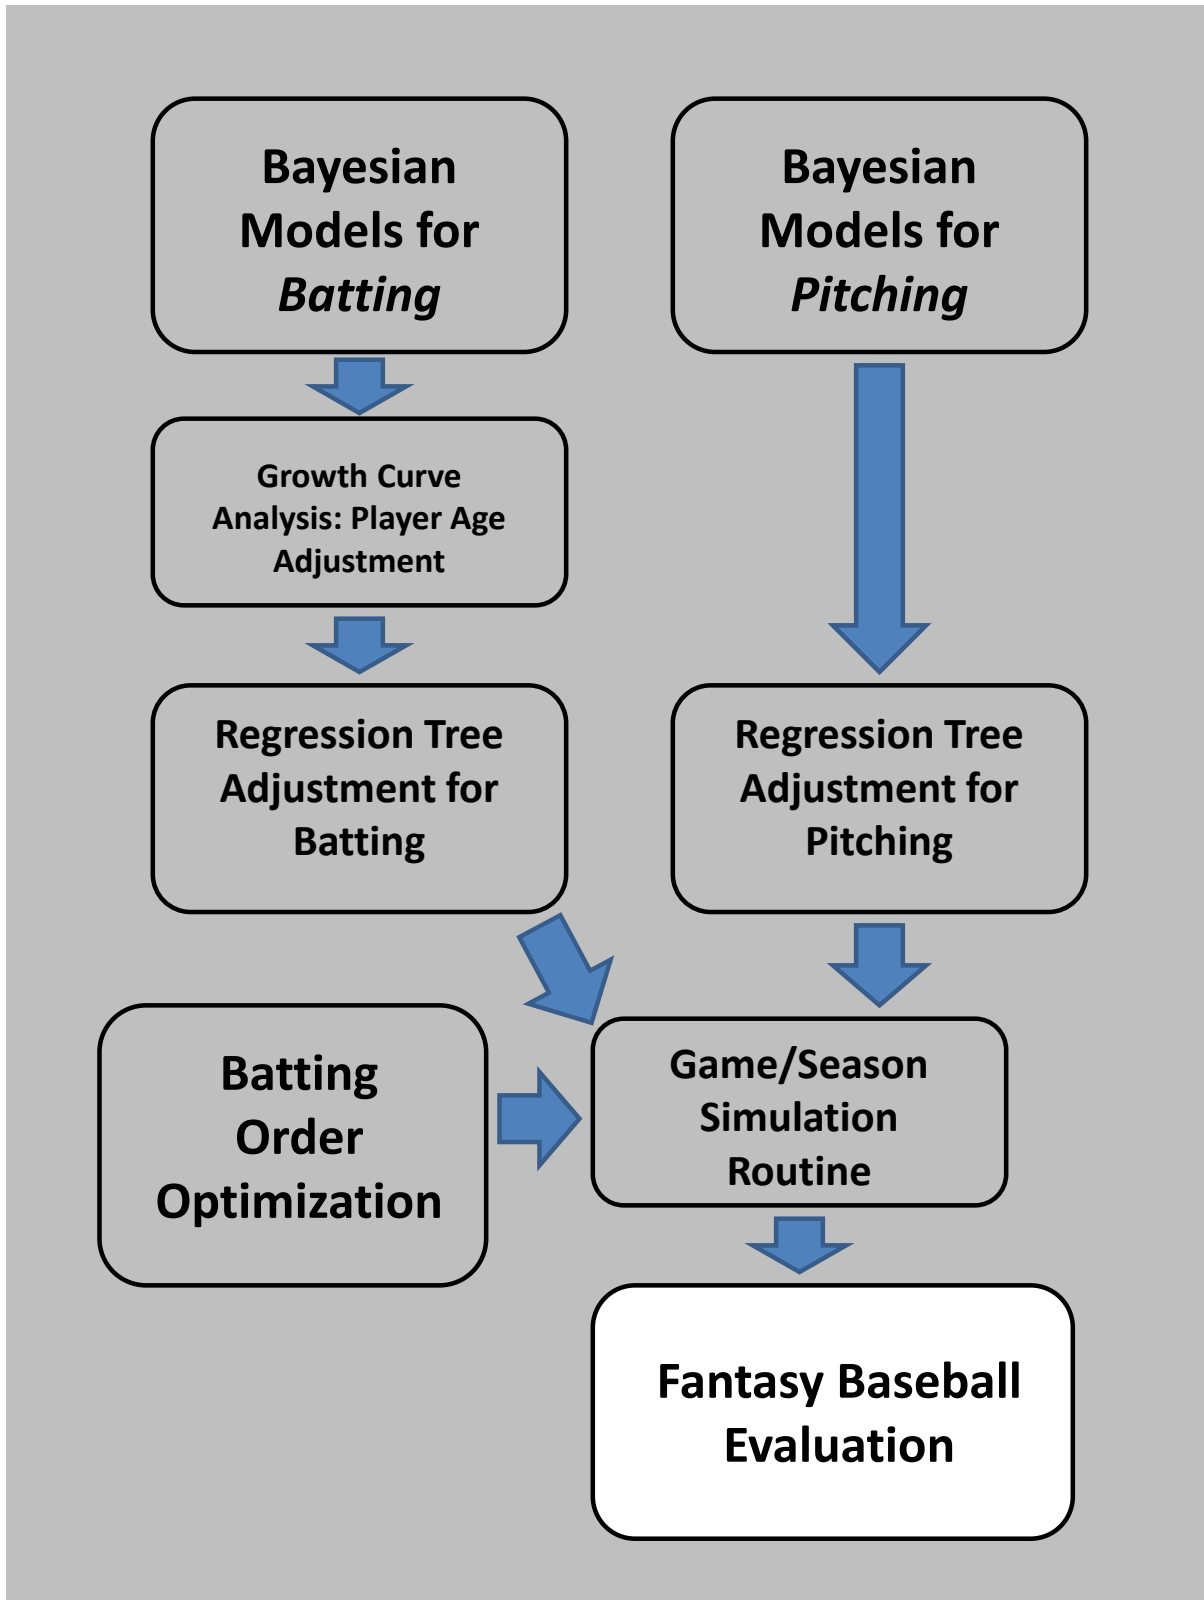 Bayesian
Models for
Batting
Bayesian
Models for
Pitching
Growth Curve
Analysis: Player Age
Adjustment
Regression Tree
Adjustment for
Batting
Regression Tree
Adjustment for
Pitching
Batting
Order
Optimization
Game/Season
Simulation
Routine
Fantasy Baseball
Evaluation